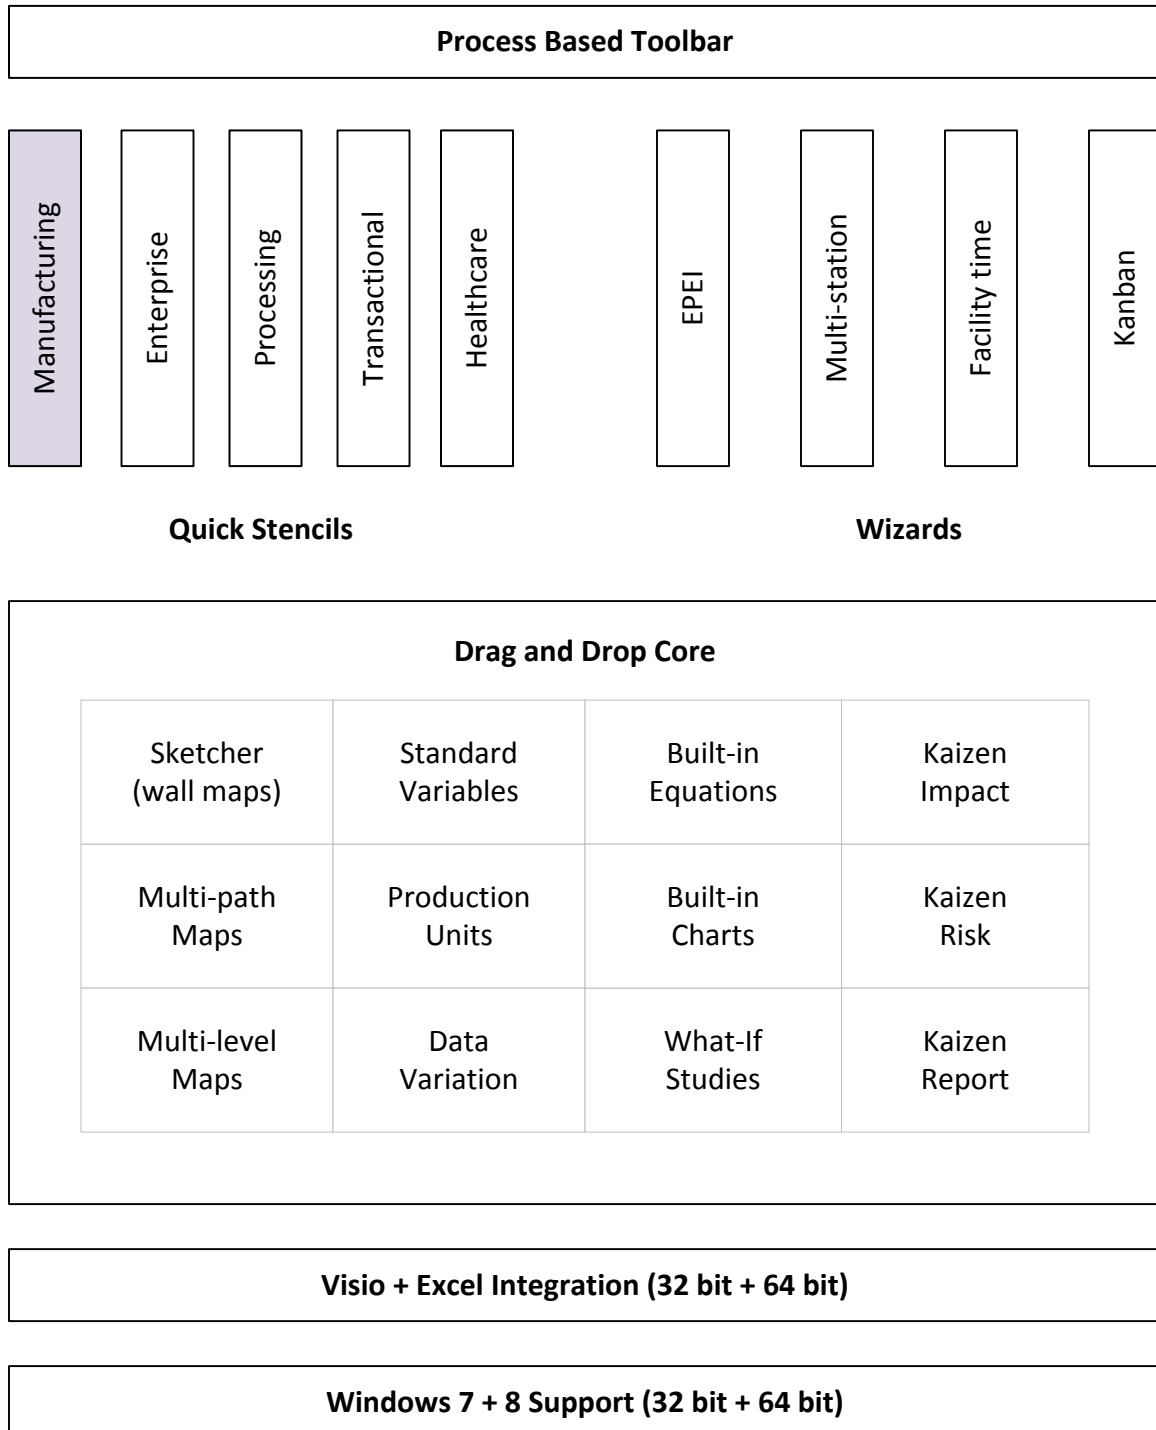 Process Based Toolbar
Manufacturing
Enterprise
Processing
Transactional
Healthcare
EPEI
Multi-station
Facility time
Kanban
Quick Stencils
Wizards
Drag and Drop Core
Sketcher
(wall maps)
Standard
Variables
Built-in
Equations
Kaizen
Impact
Multi-path
Maps
Production
Units
Built-in
Charts
Kaizen
Risk
Multi-level
Maps
Data
Variation
What-If
Studies
Kaizen
Report
Visio + Excel Integration (32 bit + 64 bit)
Windows 7 + 8 Support (32 bit + 64 bit)